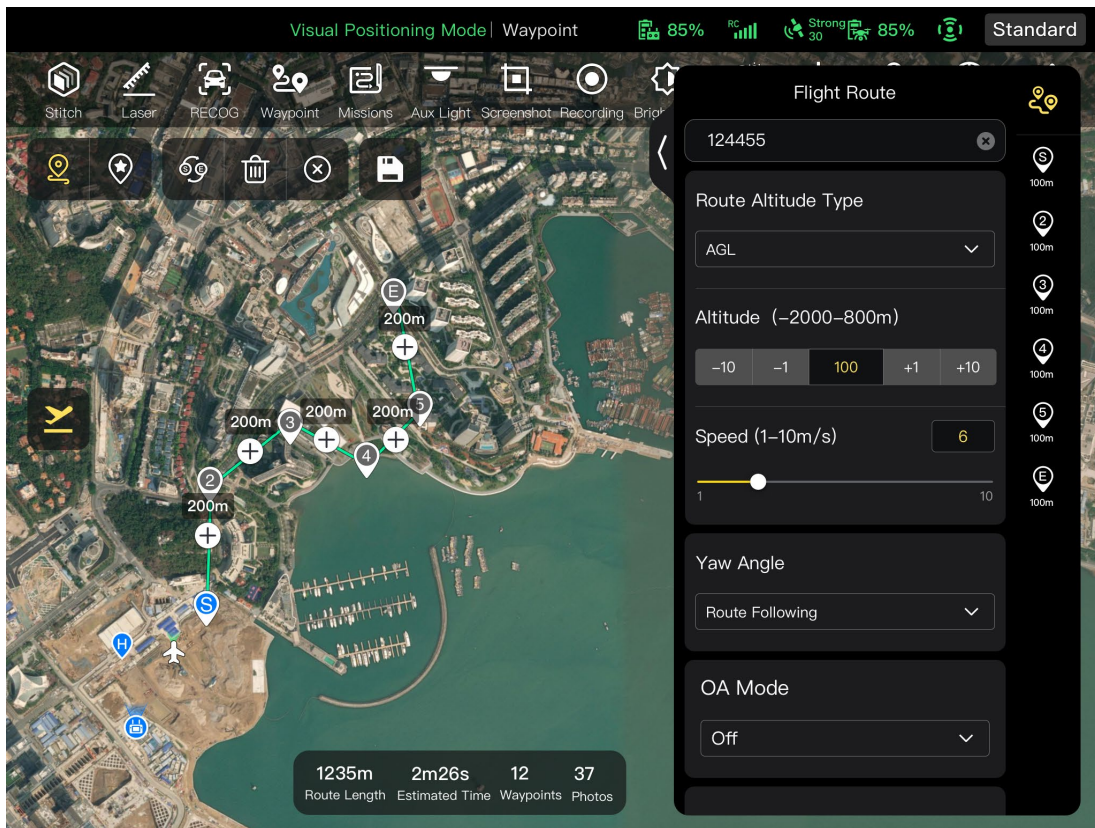 Visual Positioning Mode | Waypoint
85%
RC
Strong
30
85%
Standard
Stitch
Laser
RECOG
Waypoint
Missions
Aux Light
Screenshot
Recording
Brigh
S E
E
200m
5
200m
200m
3
200m
4
2
200m
S
H
1235m
Route Length
2m26s
Estimated Time
12
Waypoints
37
Photos
Flight Route
124455
Route Altitude Type
AGL
Altitude (−2000−800m)
−10 −1 100 +1 +10
Speed (1−10m/s) 6
1 10
Yaw Angle
Route Following
OA Mode
Off
S
100m
2
100m
3
100m
4
100m
5
100m
E
100m